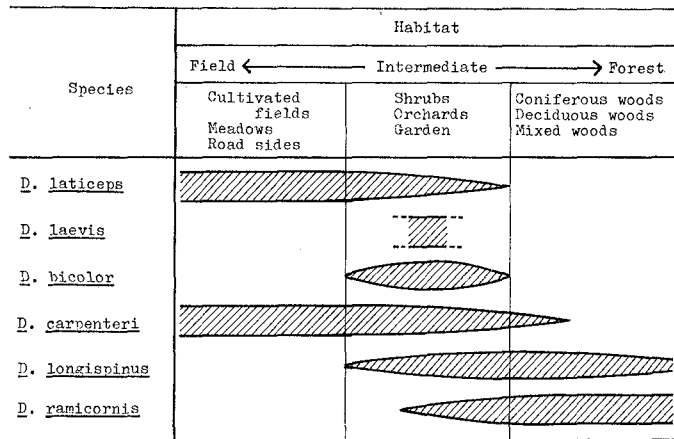 Habitat
Species
Field ← Intermediate → Forest
Cultivated
fields
Meadows
Road sides
Shrubs
Orchards
Garden
Coniferous woods
Deciduous woods
Mixed woods
D. laticeps
D. laevis
D. bicolor
D. carpenteri
D. longispinus
D. ramicornis